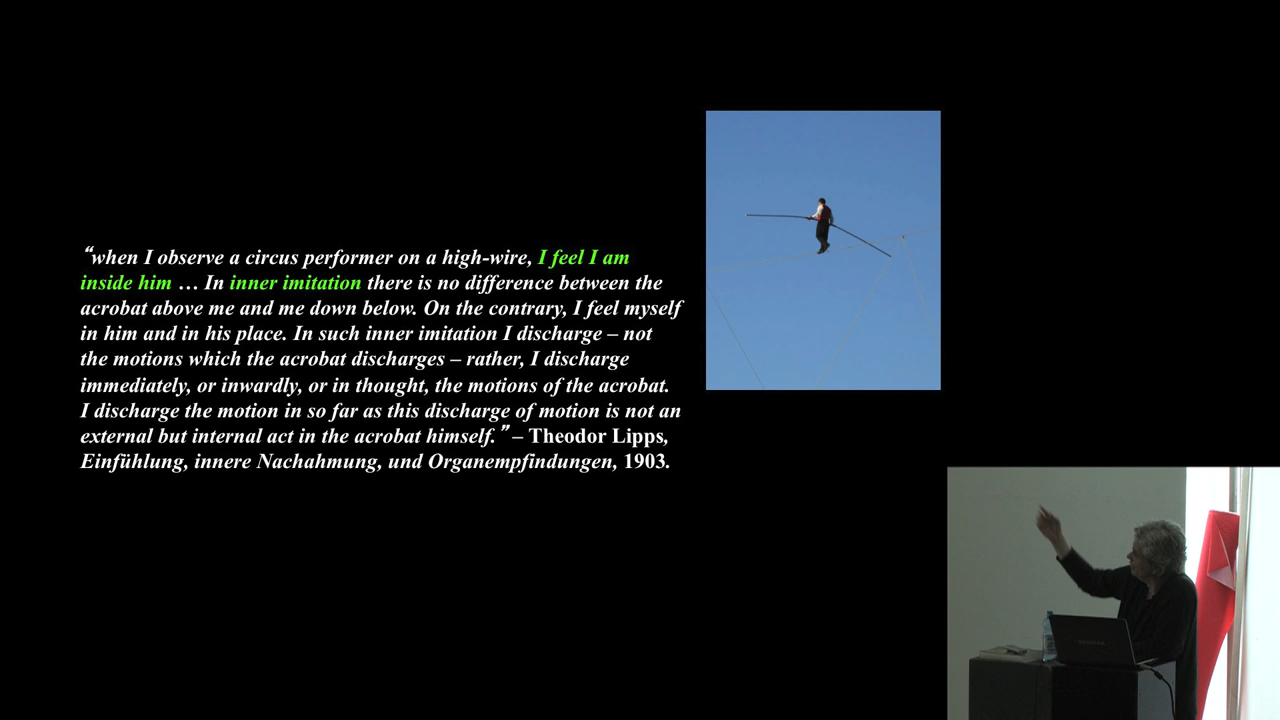 “when I observe a circus performer on a high-wire, I feel I am
inside him … In inner imitation there is no difference between the
acrobat above me and me down below. On the contrary, I feel myself
in him and in his place. In such inner imitation I discharge – not
the motions which the acrobat discharges – rather, I discharge
immediately, or inwardly, or in thought, the motions of the acrobat.
I discharge the motion in so far as this discharge of motion is not an
external but internal act in the acrobat himself.” – Theodor Lipps,
Einfühlung, innere Nachahmung, und Organempfindungen, 1903.